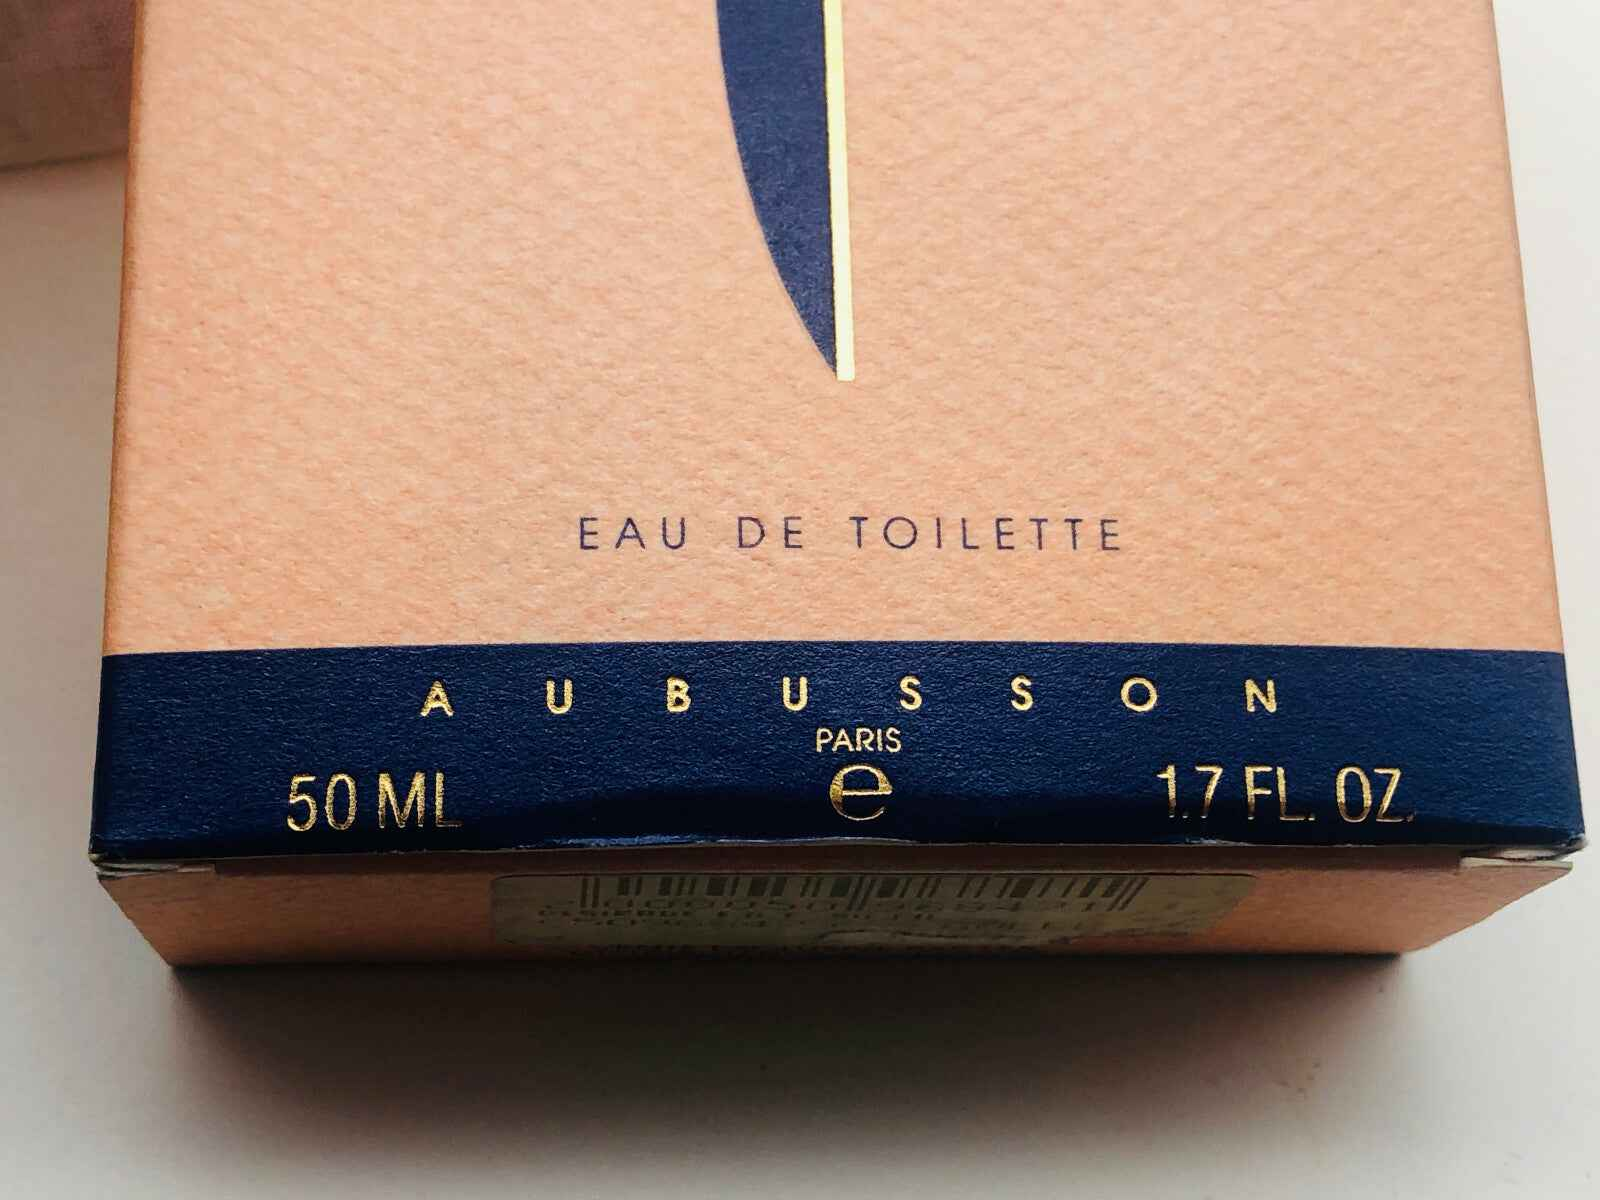 EAU DE TOILETTE
AUBUSSON
PARIS
50 ML e 1.7 FL. OZ.